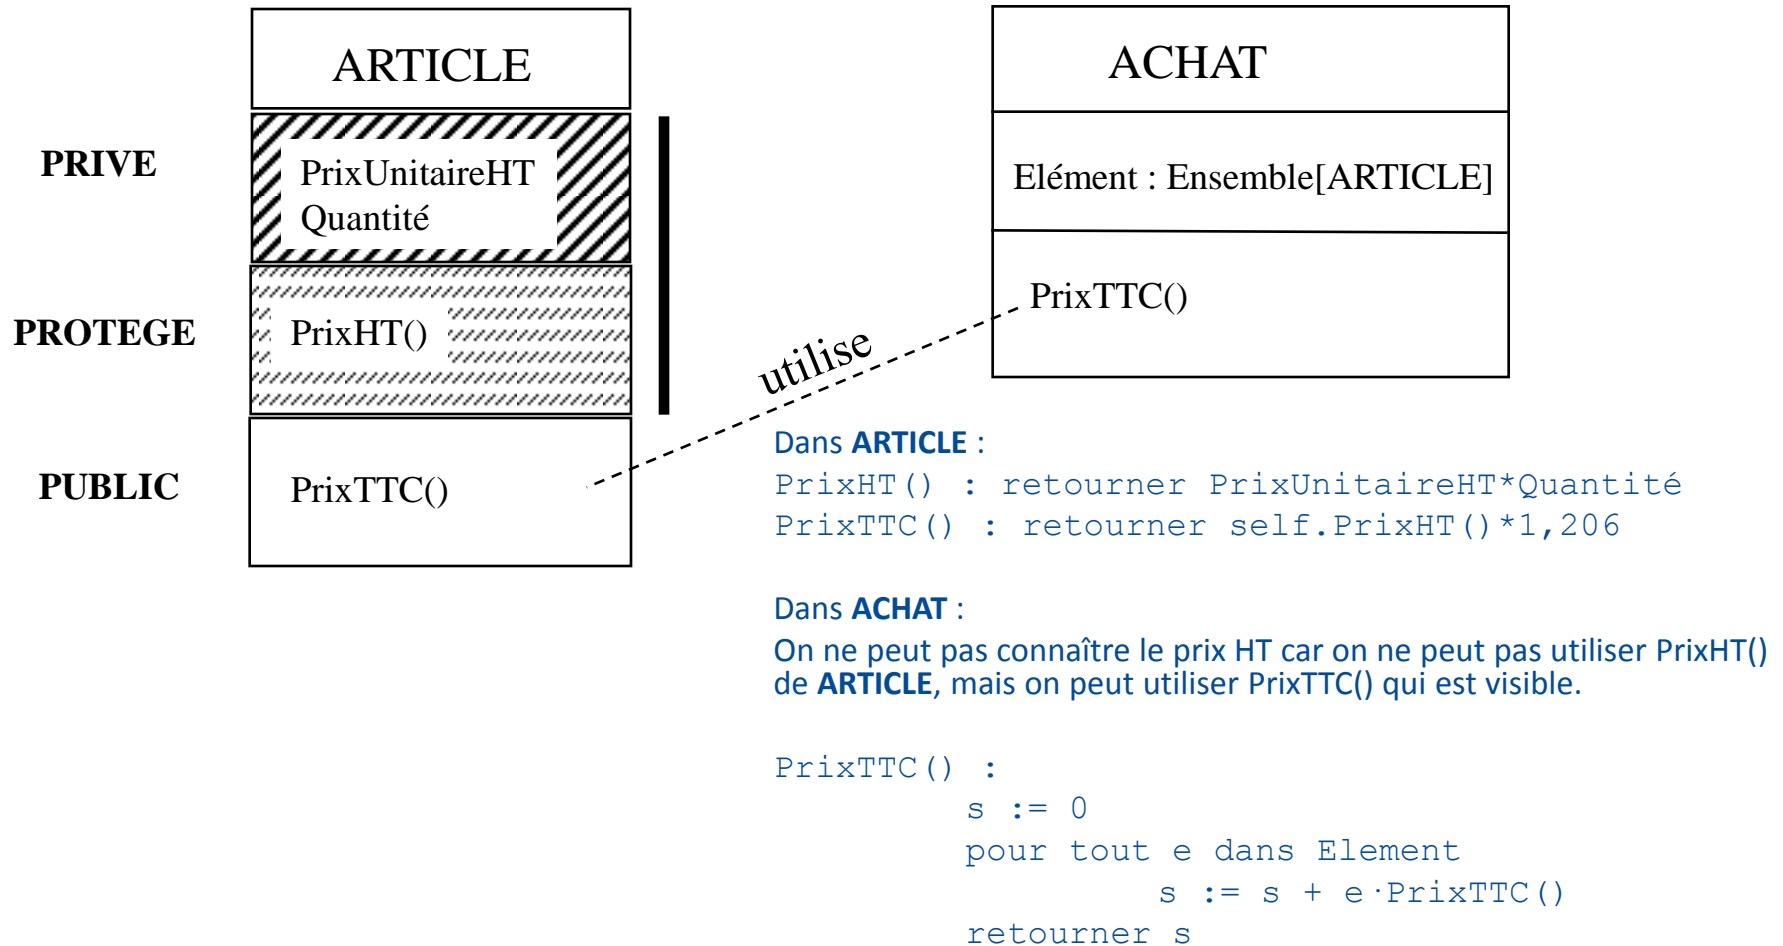 ARTICLE
PRIVE
PrixUnitaireHT
Quantité
PROTEGE
PrixHT()
PUBLIC
PrixTTC()
utilise
ACHAT
Elément : Ensemble[ARTICLE]
PrixTTC()
Dans ARTICLE :
PrixHT() : retourner PrixUnitaireHT*Quantité
PrixTTC() : retourner self.PrixHT()*1,206
Dans ACHAT :
On ne peut pas connaître le prix HT car on ne peut pas utiliser PrixHT()
de ARTICLE, mais on peut utiliser PrixTTC() qui est visible.
PrixTTC() :
s := 0
pour tout e dans Element
s := s + e·PrixTTC()
retourner s